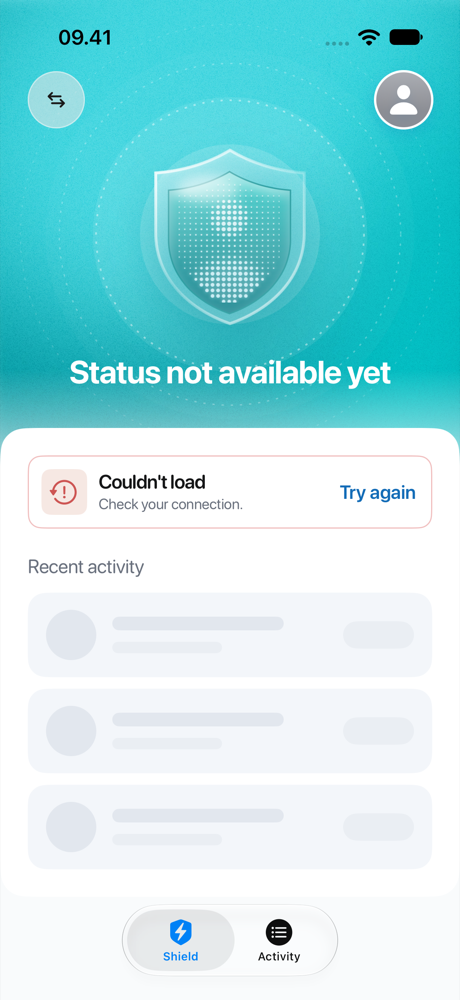 09.41
Status not available yet
Couldn't load
Check your connection.
Try again
Recent activity
Shield
Activity